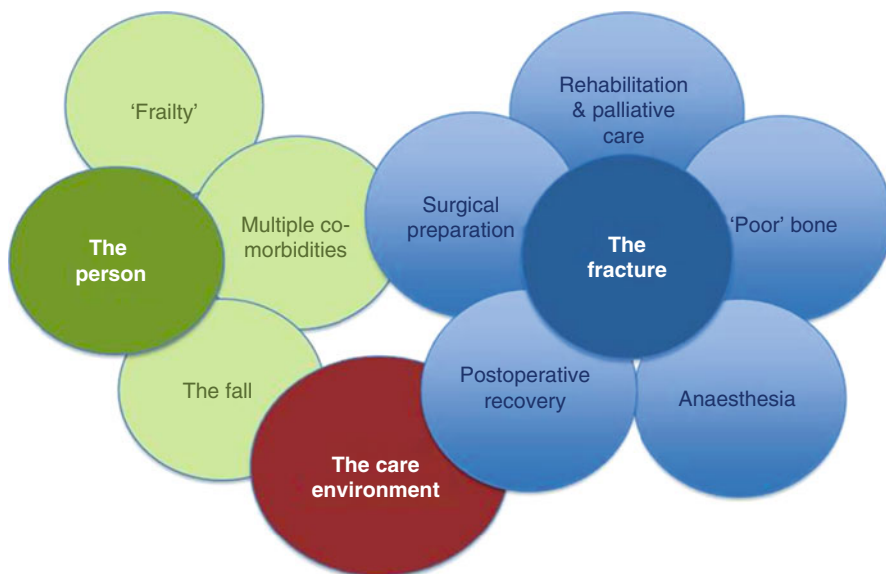 ‘Frailty’
The
person
Multiple co-
morbidities
The fall
The care
environment
Rehabilitation
& palliative
care
Surgical
preparation
The
fracture
‘Poor’ bone
Postoperative
recovery
Anaesthesia